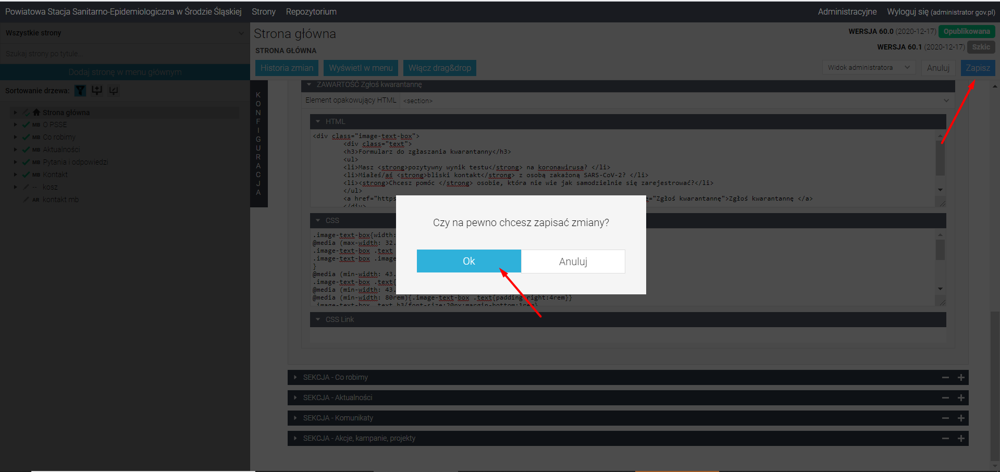 Powiatowa Stacja Sanitarno-Epidemiologiczna w Środzie Śląskiej Strony Repozytorium Administracyjne Wyloguj się (administrator gov.pl)
Wszystkie strony
Szukaj strony po tytule...
Dodaj stronę w menu głównym
Sortowanie drzewa:
Strona główna
MB O PSSE
MB Co robimy
MB Aktualności
MB Pytania i odpowiedzi
MB Kontakt
-- kosz
AR kontakt mb
Strona główna
WERSJA 60.0 (2020-12-17) Opublikowana
STRONA GŁÓWNA
WERSJA 60.1 (2020-12-17) Szkic
Historia zmian Wyświetl w menu Włącz drag&drop Widok administratora Anuluj Zapisz
KONFIGURACJA
ZAWARTOŚĆ Zgłoś kwarantannę
Element opakowujący HTML <section>
HTML
<div class="image-text-box">
<div class="text">
<h3>Formularz do zgłaszania kwarantanny</h3>
<ul>
<li>Masz <strong>pozytywny wynik testu</strong> na koronawirusa? </li>
<li>Miałeś/aś <strong>bliski kontakt</strong> z osobą zakażoną SARS-CoV-2? </li>
<li><strong>Chcesz pomóc </strong> osobie, która nie wie jak samodzielnie się zarejestrować?</li>
</ul>
<a href="https e="Zgłoś kwarantannę">Zgłoś kwarantannę </a>
</div>
CSS
.image-text-box{width:
@media (max-width: 32.
.image-text-box .text
.image-text-box .image
}
@media (min-width: 43.
.image-text-box .text{
@media (min-width: 43.
@media (min-width: 80rem){.image-text-box .text{padding-right:4rem}}
.image-text-box .text h3{font-size:20px;margin-bottom:1rem}
Czy na pewno chcesz zapisać zmiany?
Ok Anuluj
CSS Link
SEKCJA - Co robimy
SEKCJA - Aktualności
SEKCJA - Komunikaty
SEKCJA - Akcje, kampanie, projekty